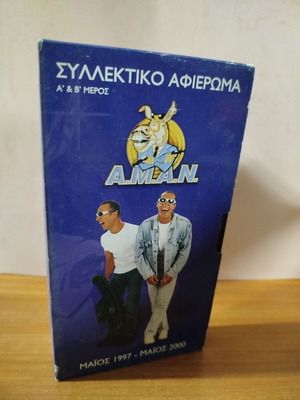 ΣΥΛΛΕΚΤΙΚΟ ΑΦΙΕΡΩΜΑ
Α' & Β' ΜΕΡΟΣ
Α.Μ.Α.Ν.
ΜΑΪΟΣ 1997 - ΜΑΪΟΣ 2000